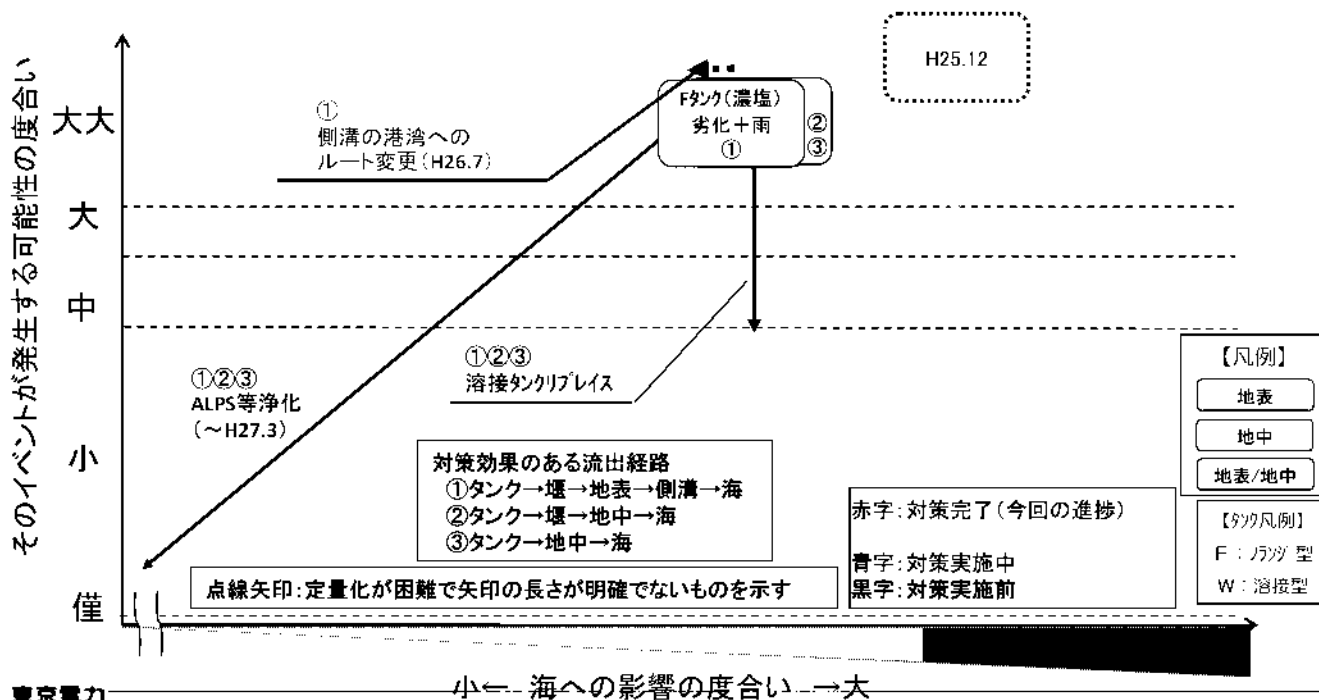 そのイベントが発生する可能性の度合い
大大
大
中
小
僅
H25.12
Fタンク(濃塩)
劣化+雨
①
②
③
①
側溝の港湾への
ルート変更(H26.7)
①②③
溶接タンクリプレイス
①②③
ALPS等浄化
(～H27.3)
対策効果のある流出経路
①タンク→堰→地表→側溝→海
②タンク→堰→地中→海
③タンク→地中→海
点線矢印:定量化が困難で矢印の長さが明確でないものを示す
赤字:対策完了(今回の進捗)
青字:対策実施中
黒字:対策実施前
【凡例】
地表
地中
地表/地中
【タンク凡例】
F:フランジ型
W:溶接型
小← 海への影響の度合い →大
東京電力